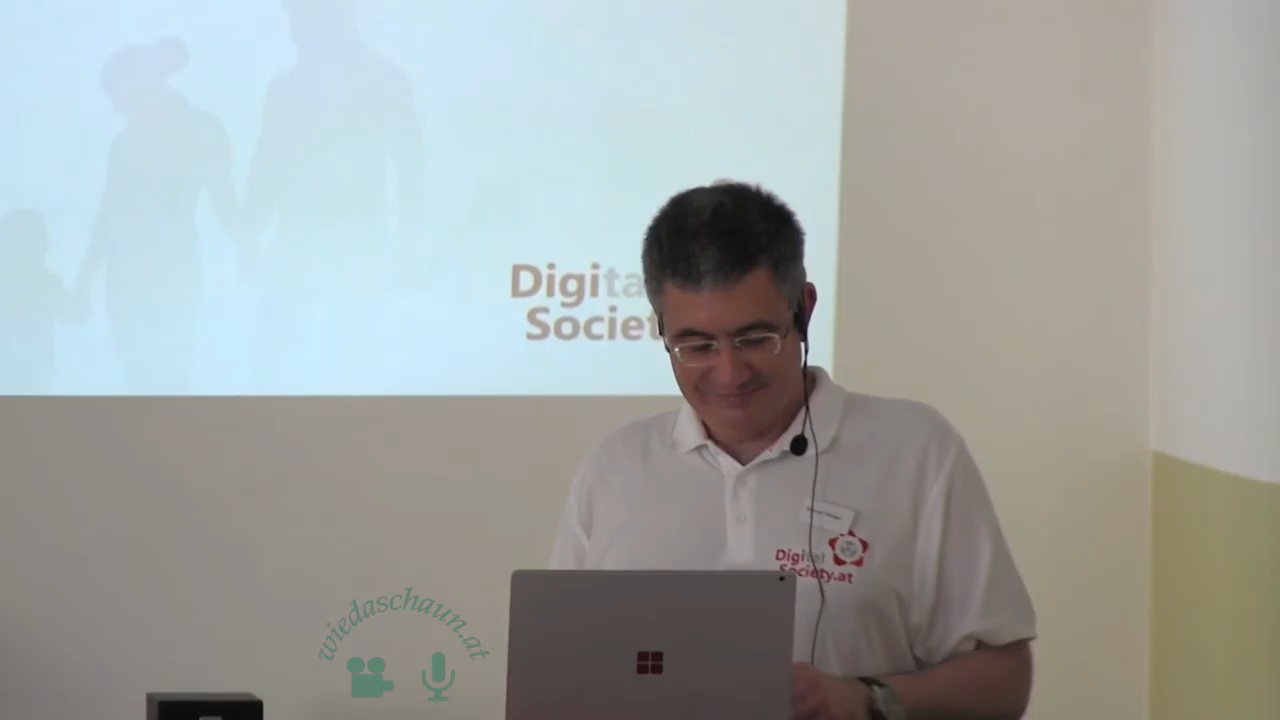 Digita
Societ
Digital
Society.at
wiedaschaun.at